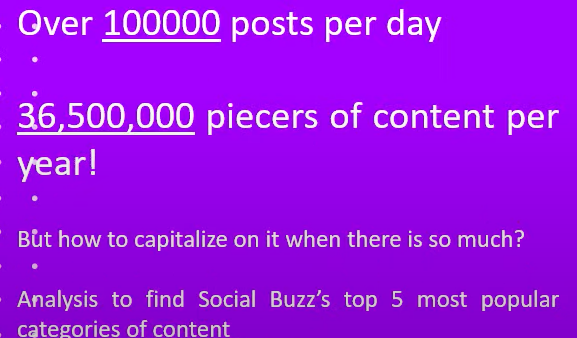 Over 100000 posts per day
36,500,000 piecers of content per
year!
But how to capitalize on it when there is so much?
Analysis to find Social Buzz's top 5 most popular
categories of content